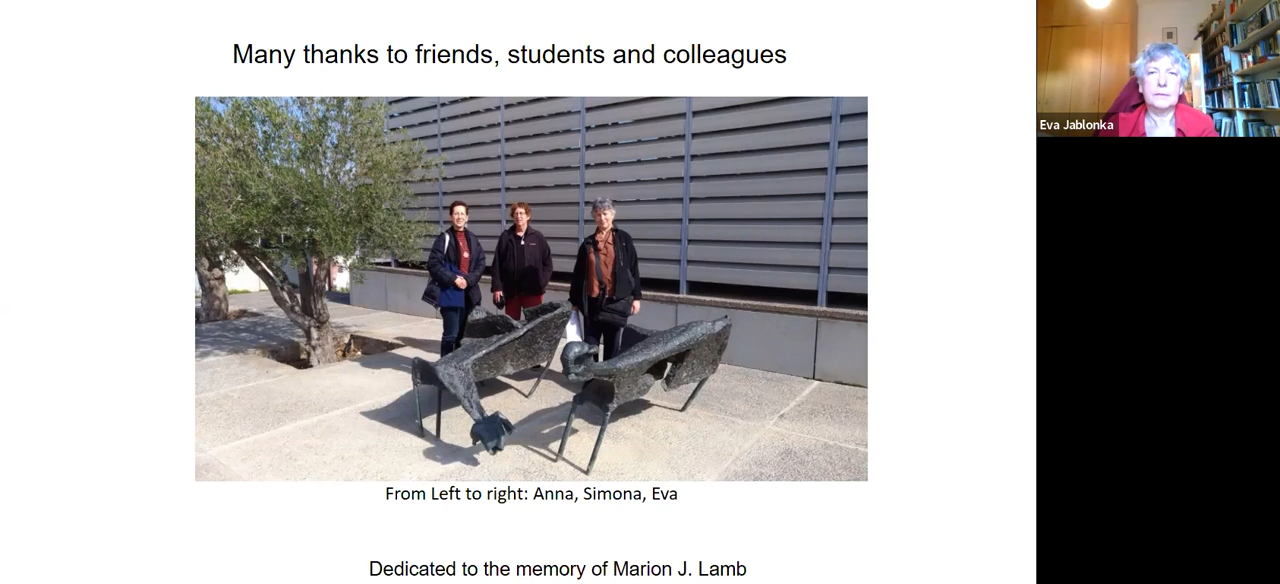 Many thanks to friends, students and colleagues
Eva Jablonka
From Left to right: Anna, Simona, Eva
Dedicated to the memory of Marion J. Lamb